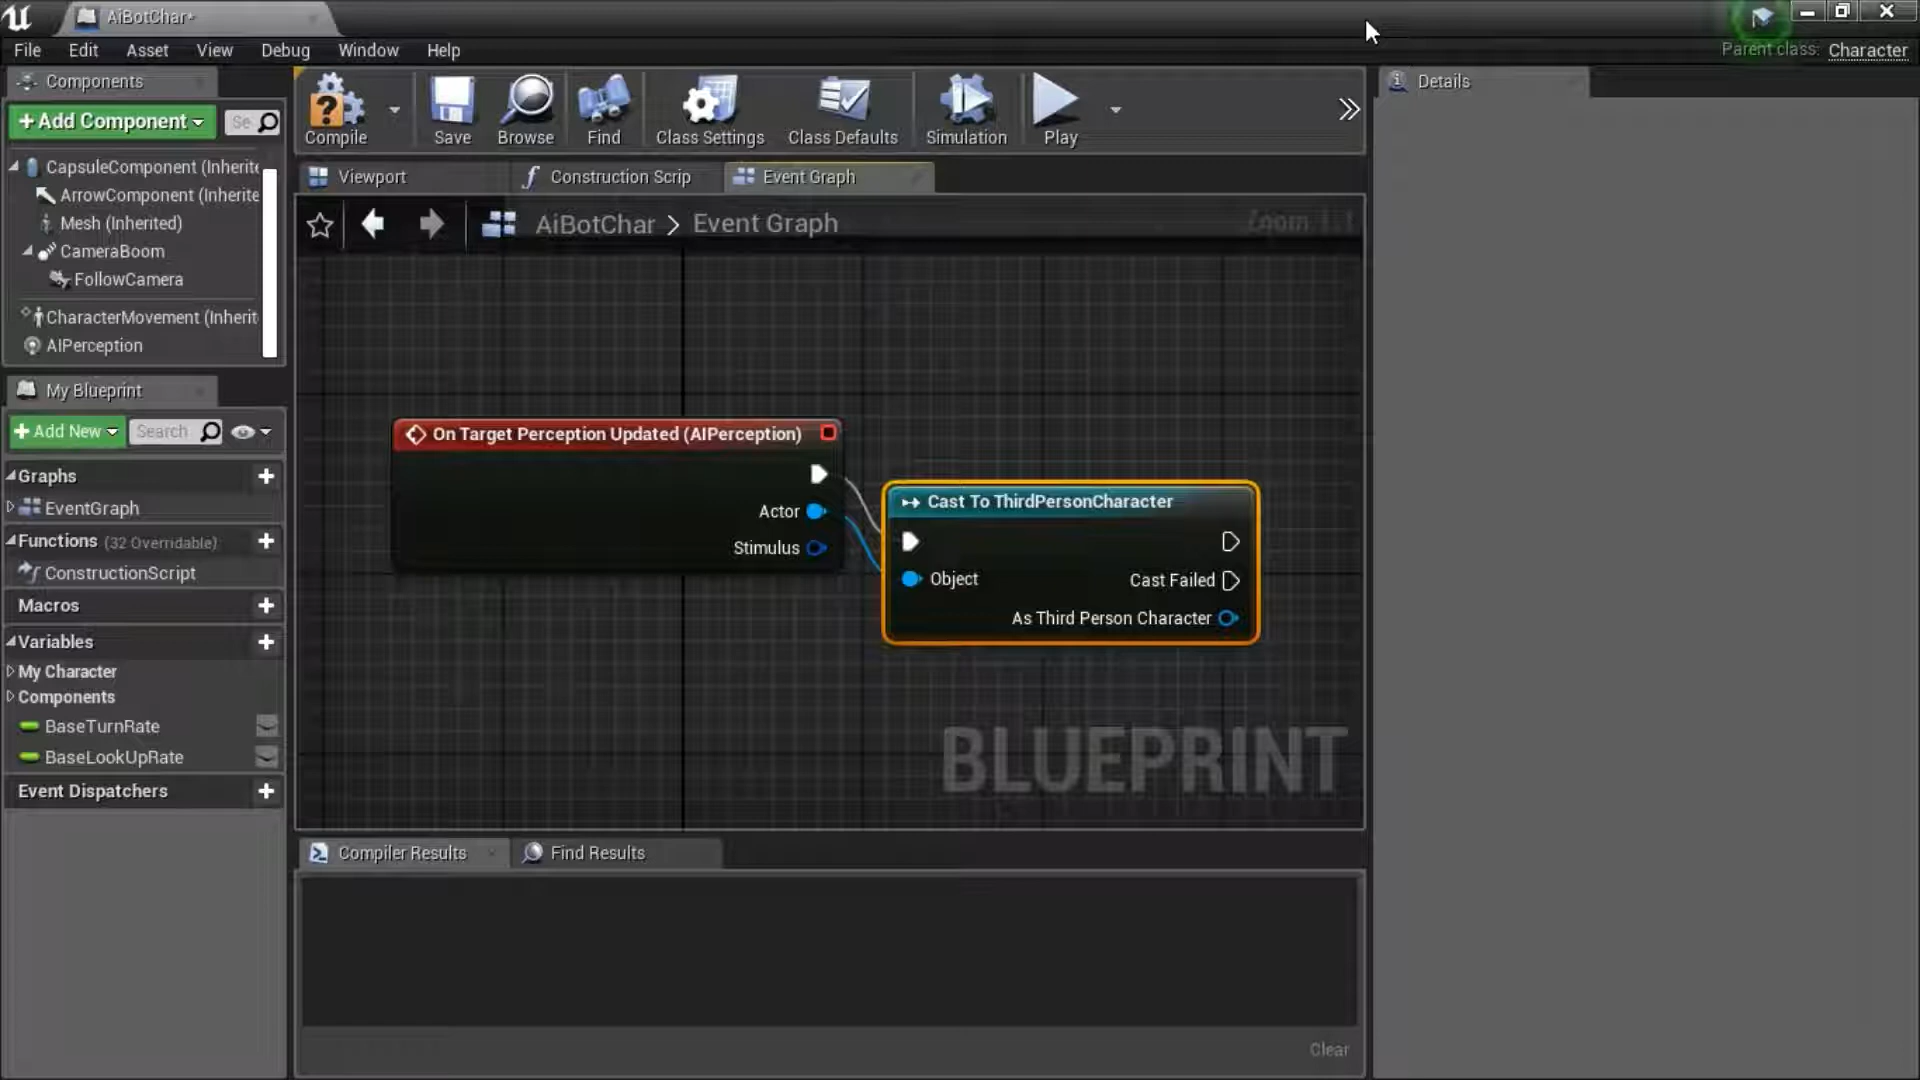 AiBotChar*
File Edit Asset View Debug Window Help
Parent class: Character
Components
+ Add Component
Se
CapsuleComponent (Inherite
ArrowComponent (Inherite
Mesh (Inherited)
CameraBoom
FollowCamera
CharacterMovement (Inherit
AIPerception
My Blueprint
+ Add New
Search
Graphs
EventGraph
Functions (32 Overridable)
ConstructionScript
Macros
Variables
My Character
Components
BaseTurnRate
BaseLookUpRate
Event Dispatchers
Compile
Save
Browse
Find
Class Settings
Class Defaults
Simulation
Play
Viewport
Construction Scrip
Event Graph
AiBotChar > Event Graph
Zoom 1:1
On Target Perception Updated (AIPerception)
Actor
Stimulus
Cast To ThirdPersonCharacter
Object
Cast Failed
As Third Person Character
BLUEPRINT
Compiler Results
Find Results
Clear
Details